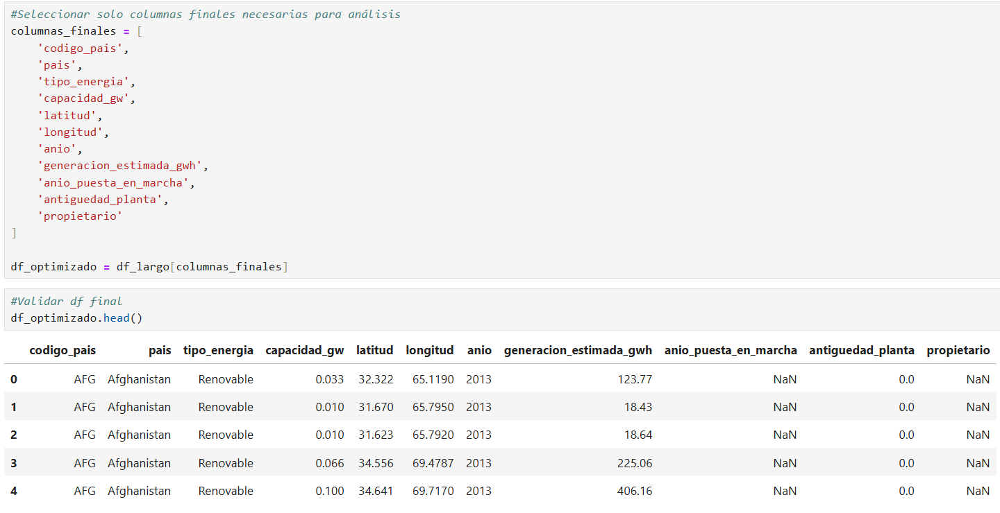 #Seleccionar solo columnas finales necesarias para análisis
columnas_finales = [
    'codigo_pais',
    'pais',
    'tipo_energia',
    'capacidad_gw',
    'latitud',
    'longitud',
    'anio',
    'generacion_estimada_gwh',
    'anio_puesta_en_marcha',
    'antiguedad_planta',
    'propietario'
]
df_optimizado = df_largo[columnas_finales]
#Validar df final
df_optimizado.head()
codigo_pais pais tipo_energia capacidad_gw latitud longitud anio generacion_estimada_gwh anio_puesta_en_marcha antiguedad_planta propietario
0 AFG Afghanistan Renovable 0.033 32.322 65.1190 2013 123.77 NaN 0.0 NaN
1 AFG Afghanistan Renovable 0.010 31.670 65.7950 2013 18.43 NaN 0.0 NaN
2 AFG Afghanistan Renovable 0.010 31.623 65.7920 2013 18.64 NaN 0.0 NaN
3 AFG Afghanistan Renovable 0.066 34.556 69.4787 2013 225.06 NaN 0.0 NaN
4 AFG Afghanistan Renovable 0.100 34.641 69.7170 2013 406.16 NaN 0.0 NaN